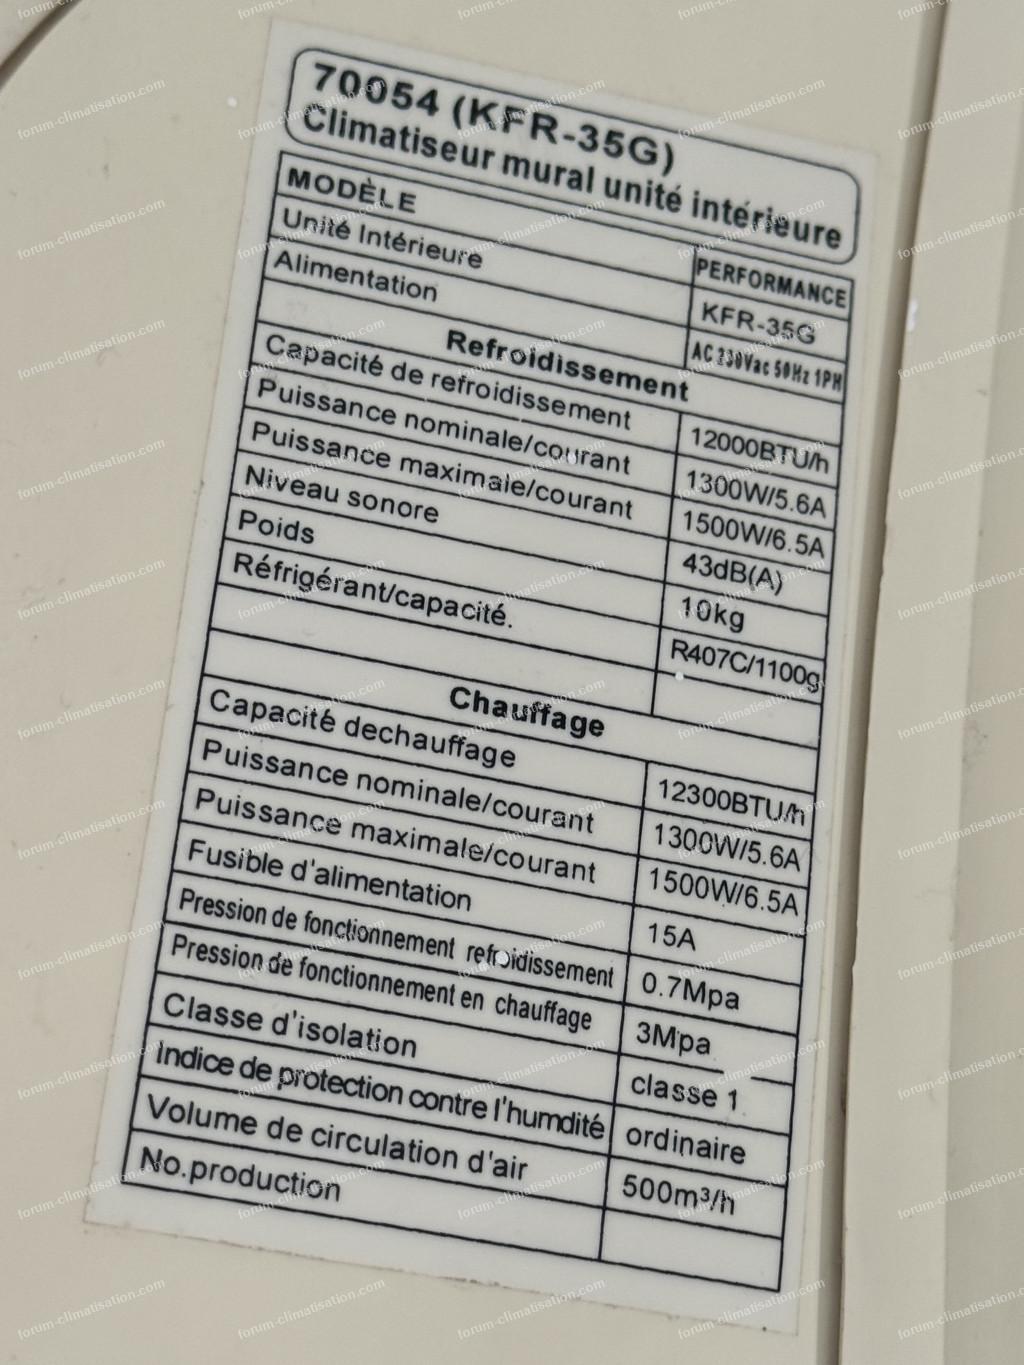 70054 (KFR-35G)
Climatiseur mural unité intérieure
MODÈLE PERFORMANCE
Unité Intérieure KFR-35G
Alimentation AC 230Vac 50Hz 1PH
Refroidissement
Capacité de refroidissement 12000BTU/h
Puissance nominale/courant 1300W/5.6A
Puissance maximale/courant 1500W/6.5A
Niveau sonore 43dB(A)
Poids 10kg
Réfrigérant/capacité. R407C/1100g
Chauffage
Capacité dechauffage 12300BTU/h
Puissance nominale/courant 1300W/5.6A
Puissance maximale/courant 1500W/6.5A
Fusible d'alimentation 15A
Pression de fonctionnement refroidissement 0.7Mpa
Pression de fonctionnement en chauffage 3Mpa
Classe d'isolation classe 1
Indice de protection contre l'humdité ordinaire
Volume de circulation d'air 500m³/h
No.production
forum-climatisation.com